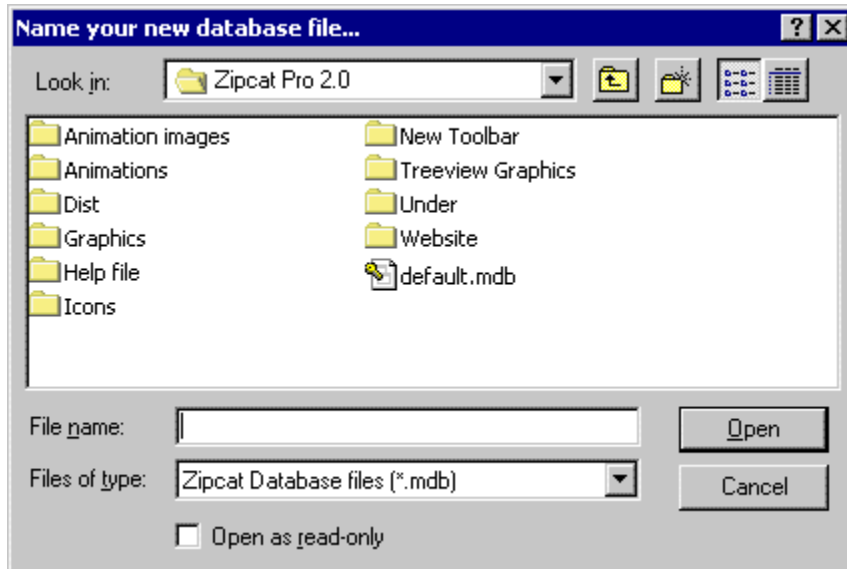 Name your new database file...
Look in: Zipcat Pro 2.0
Animation images
Animations
Dist
Graphics
Help file
Icons
New Toolbar
Treeview Graphics
Under
Website
default.mdb
File name: Open
Files of type: Zipcat Database files (*.mdb) Cancel
Open as read-only